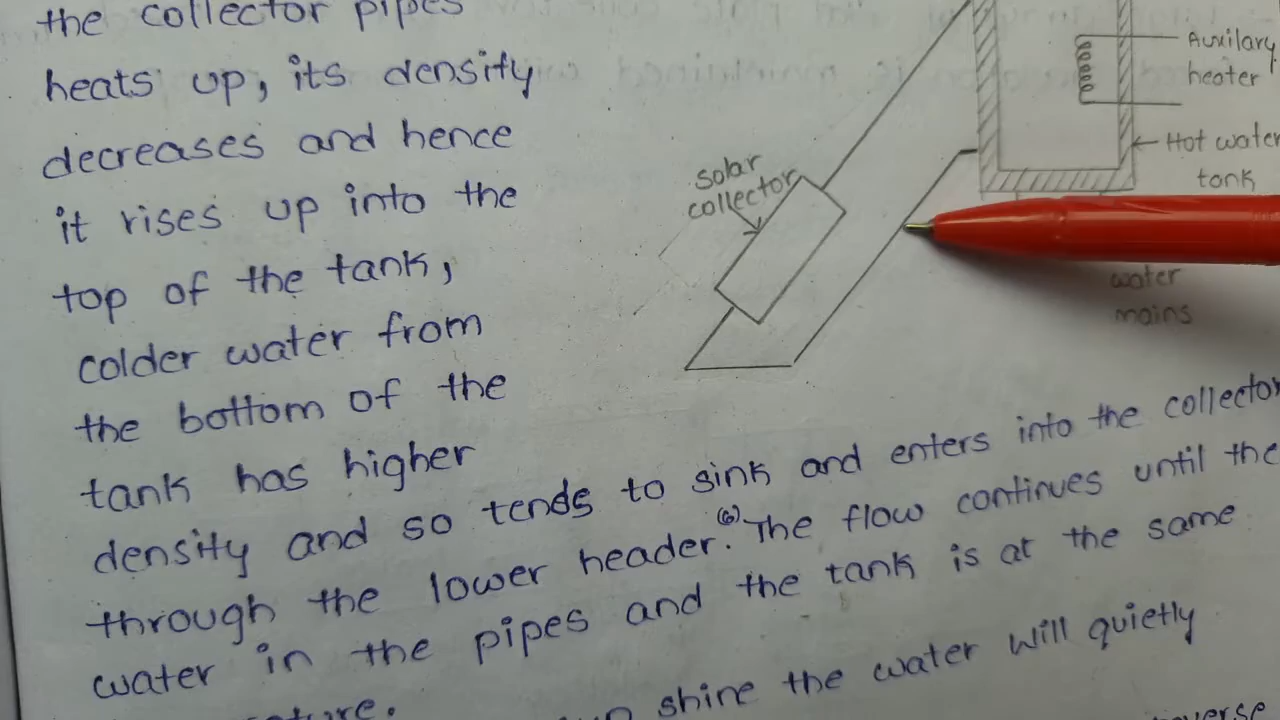 the collector pipes
heats up, its density
decreases and hence
it rises up into the
top of the tank,
colder water from
the bottom of the
tank has higher
density and so tends to sink and enters into the collector
through the lower header. (6) The flow continues until the
water in the pipes and the tank is at the same
shine the water will quietly
solar
collector
Auxilary
heater
Hot water
tank
water
mains